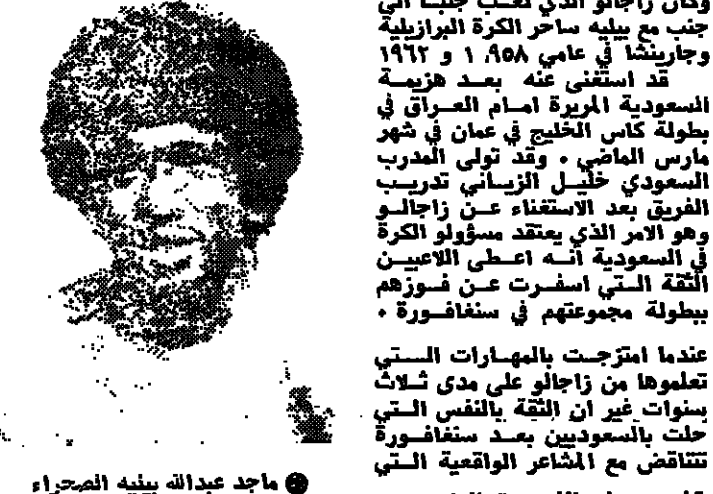 وكان زاجالو الذي لعب جنبا الى
جنب مع بيليه ساحر الكرة البرازيلية
وجارينشا في عامي ١٩٥٨ و ١٩٦٢
قد استغنى عنه بعد هزيمة
السعودية المريرة امام العراق في
بطولة كاس الخليج في عمان في شهر
مارس الماضي . وقد تولى المدرب
السعودي خليل الزياني تدريب
الفريق بعد الاستغناء عن زاجالو
وهو الامر الذي يعتقد مسؤولو الكرة
في السعودية انه اعطى اللاعبين
الثقة التي اسفرت عن فوزهم
ببطولة مجموعتهم في سنغافورة .
عندما امتزجت بالمهارات التي
تعلموها من زاجالو على مدى ثلاث
سنوات غير ان الثقة بالنفس التي
حلت بالسعوديين بعد سنغافورة
تتناقض مع المشاعر الواقعية التي
ماجد عبدالله بيليه الصحراء